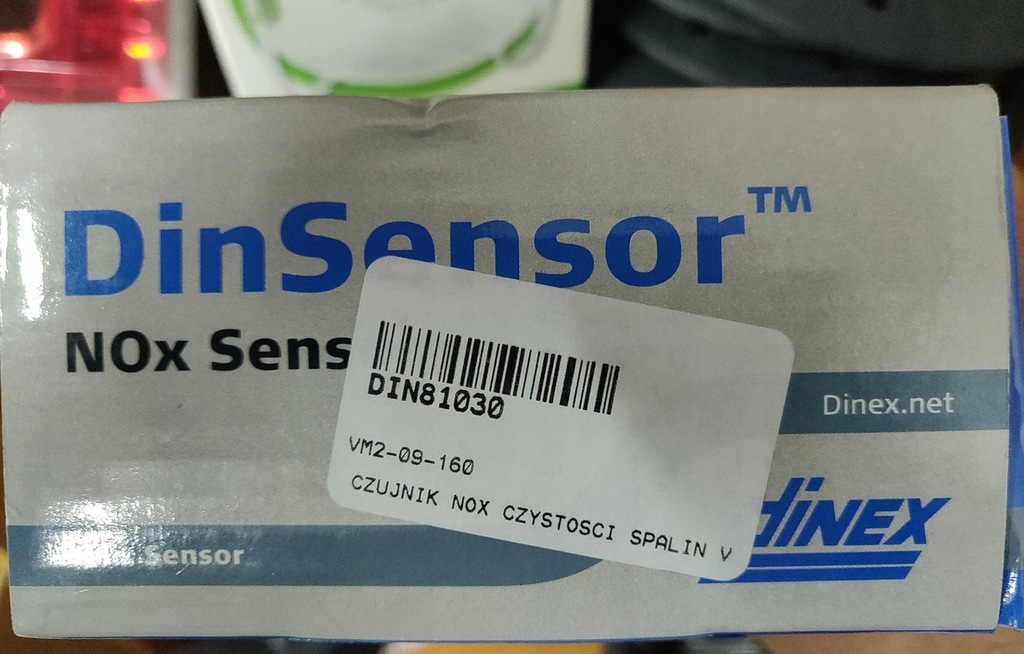 DinSensor™
NOx Sens
DIN81030
Dinex.net
VM2-09-160
CZUJNIK NOX CZYSTOSCI SPALIN V
dINEX
Sensor